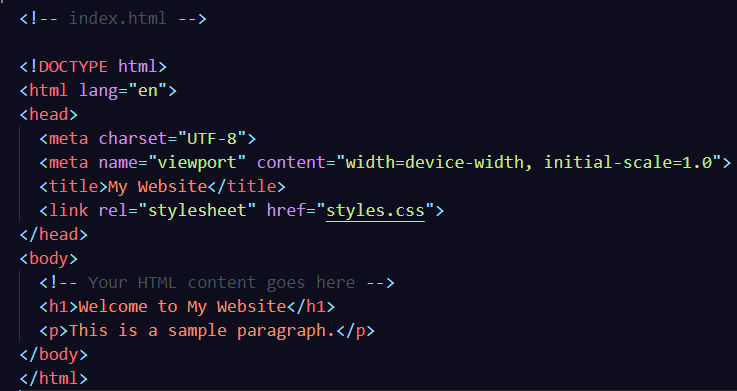 <!-- index.html -->
<!DOCTYPE html>
<html lang="en">
<head>
<meta charset="UTF-8">
<meta name="viewport" content="width=device-width, initial-scale=1.0">
<title>My Website</title>
<link rel="stylesheet" href="styles.css">
</head>
<body>
<!-- Your HTML content goes here -->
<h1>Welcome to My Website</h1>
<p>This is a sample paragraph.</p>
</body>
</html>